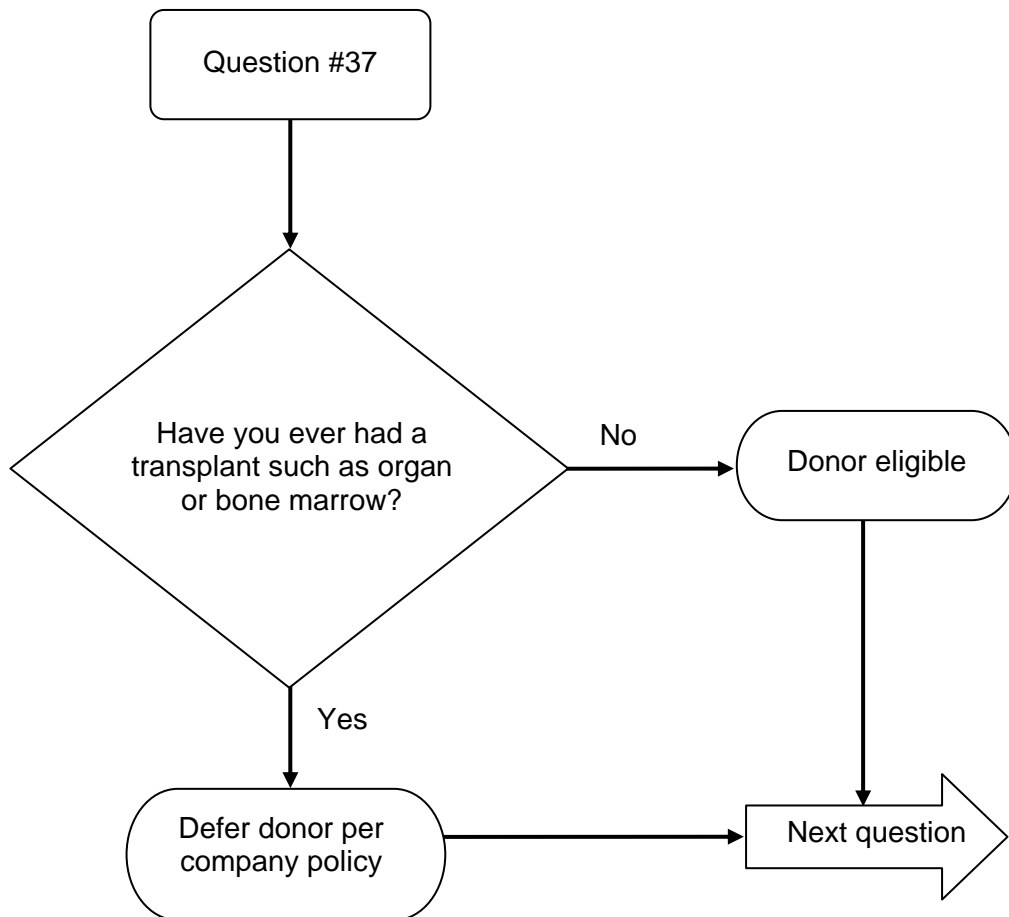 Question #37
Have you ever had a
transplant such as organ
or bone marrow?
No
Donor eligible
Yes
Defer donor per
company policy
Next question